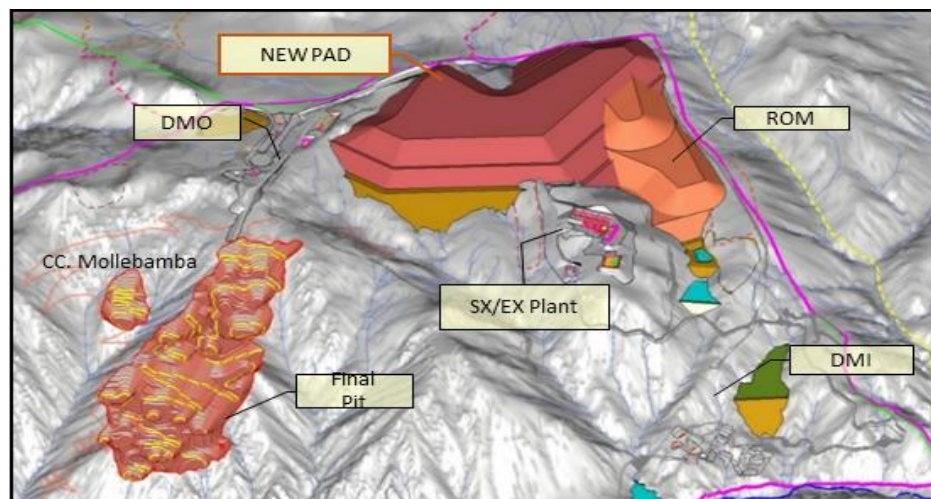 NEW PAD
DMO
ROM
CC. Mollebamba
SX/EX Plant
DMI
Final
Pit